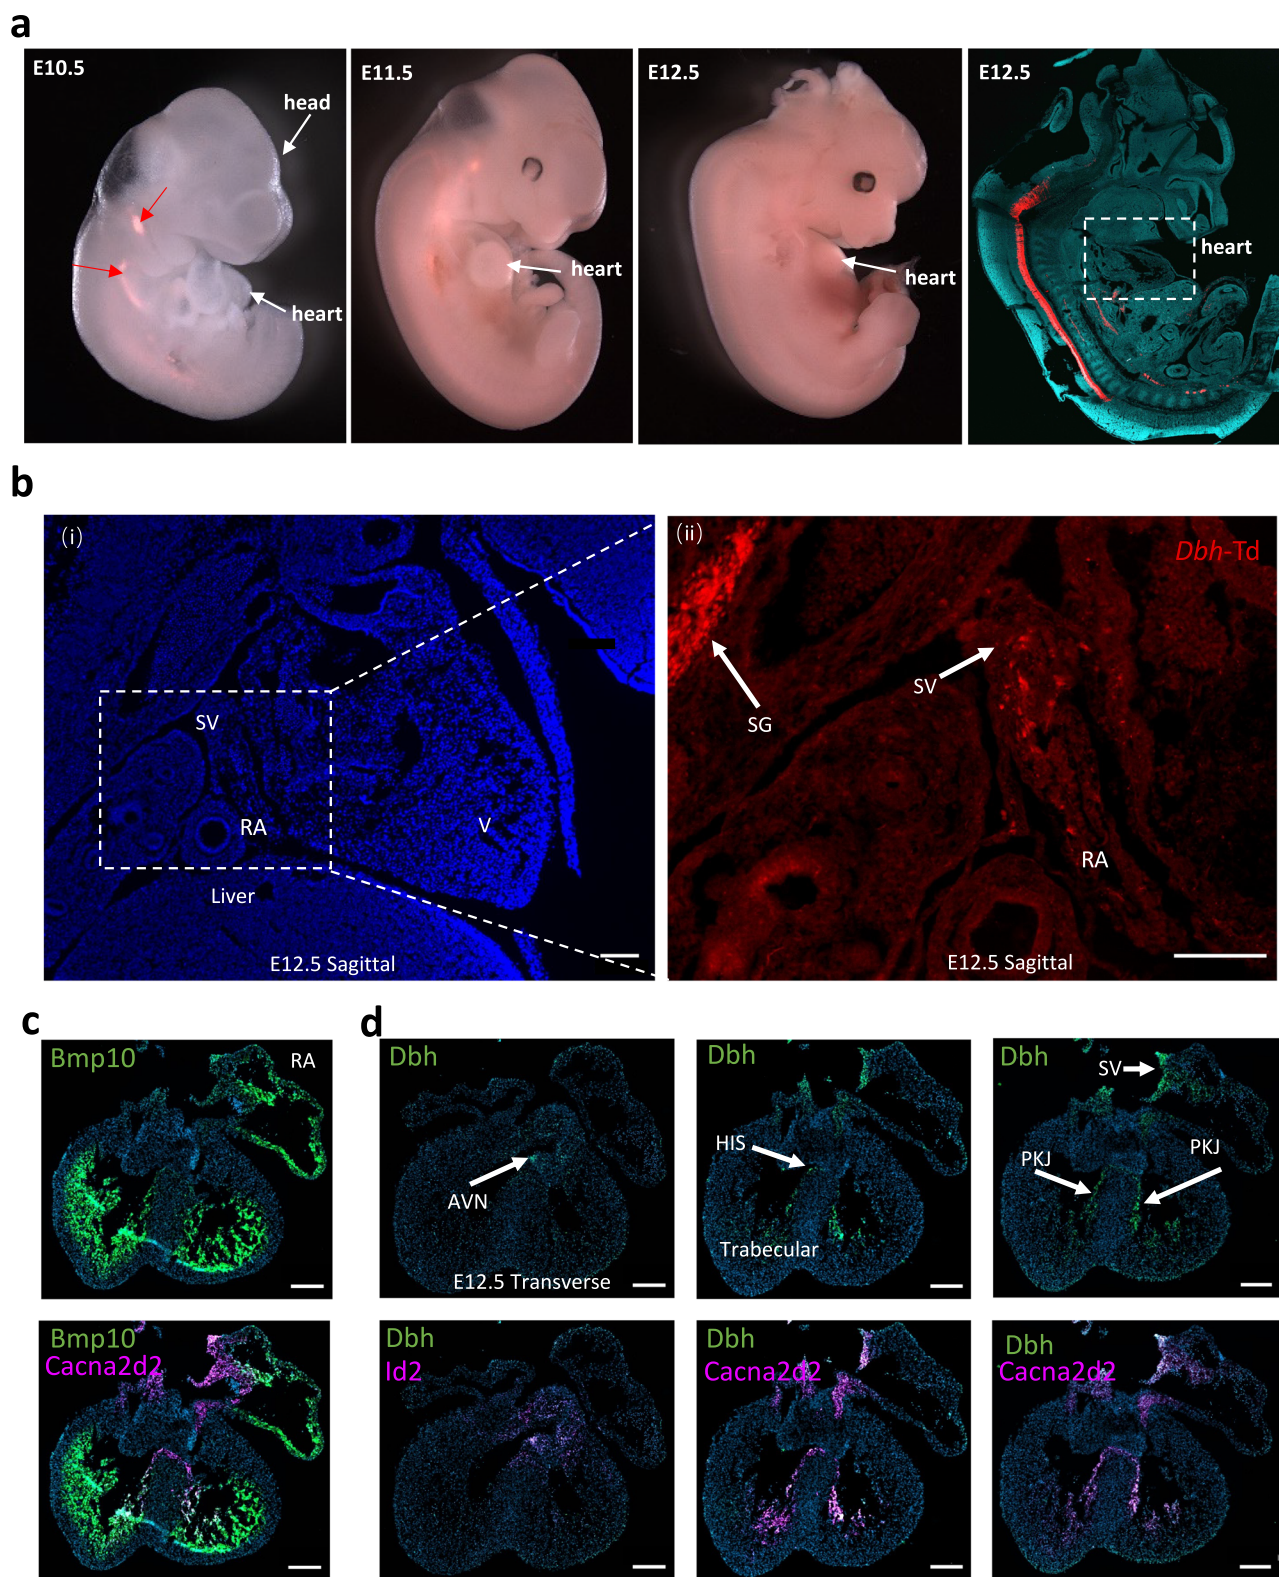 a
E10.5
head
heart
E11.5
heart
E12.5
heart
E12.5
heart
b
(i)
SV
RA
V
Liver
E12.5 Sagittal
(ii)
Dbh-Td
SV
SG
RA
E12.5 Sagittal
c
Bmp10
RA
Bmp10
Cacna2d2
d
Dbh
AVN
E12.5 Transverse
Dbh
HIS
Trabecular
Dbh
SV
PKJ
PKJ
Dbh
Id2
Dbh
Cacna2d2
Dbh
Cacna2d2